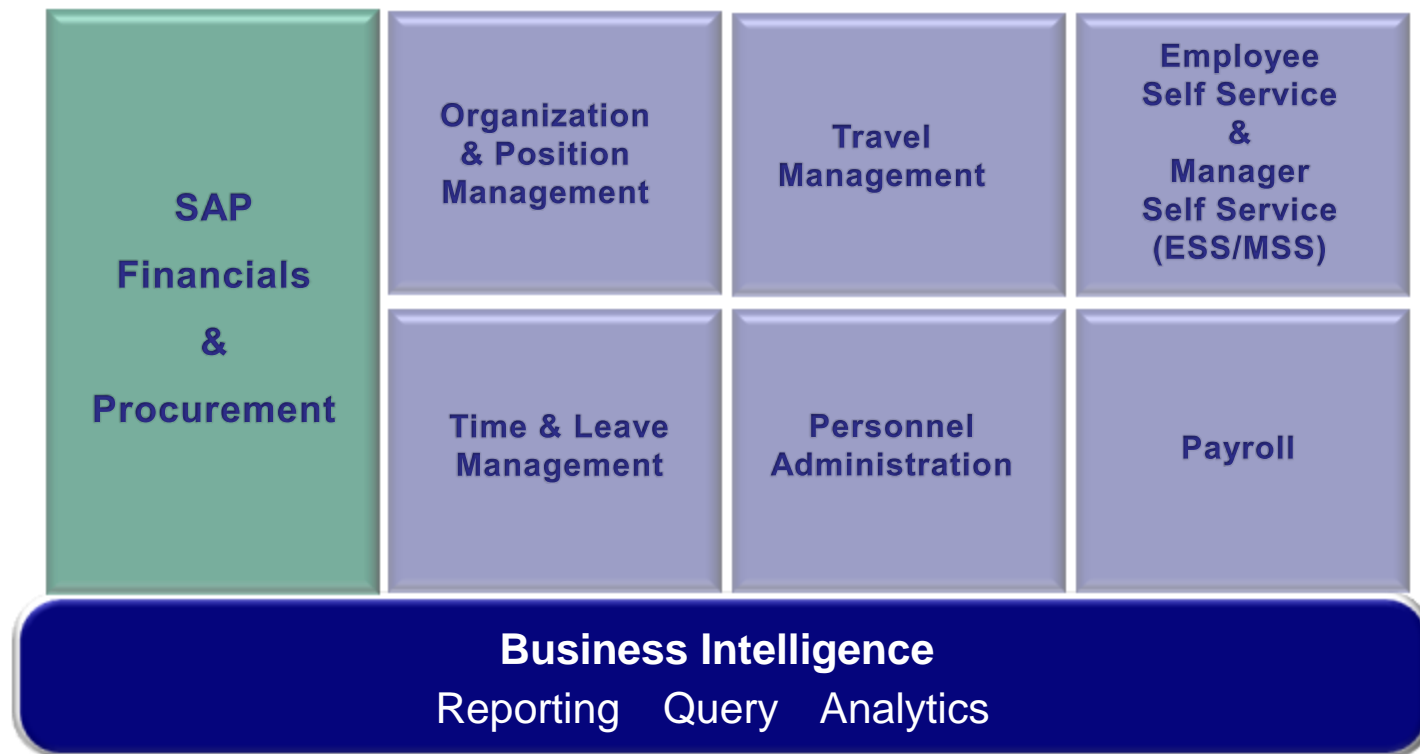 SAP
Financials
&
Procurement
Organization
& Position
Management
Travel
Management
Employee
Self Service
&
Manager
Self Service
(ESS/MSS)
Time & Leave
Management
Personnel
Administration
Payroll
Business Intelligence
Reporting Query Analytics